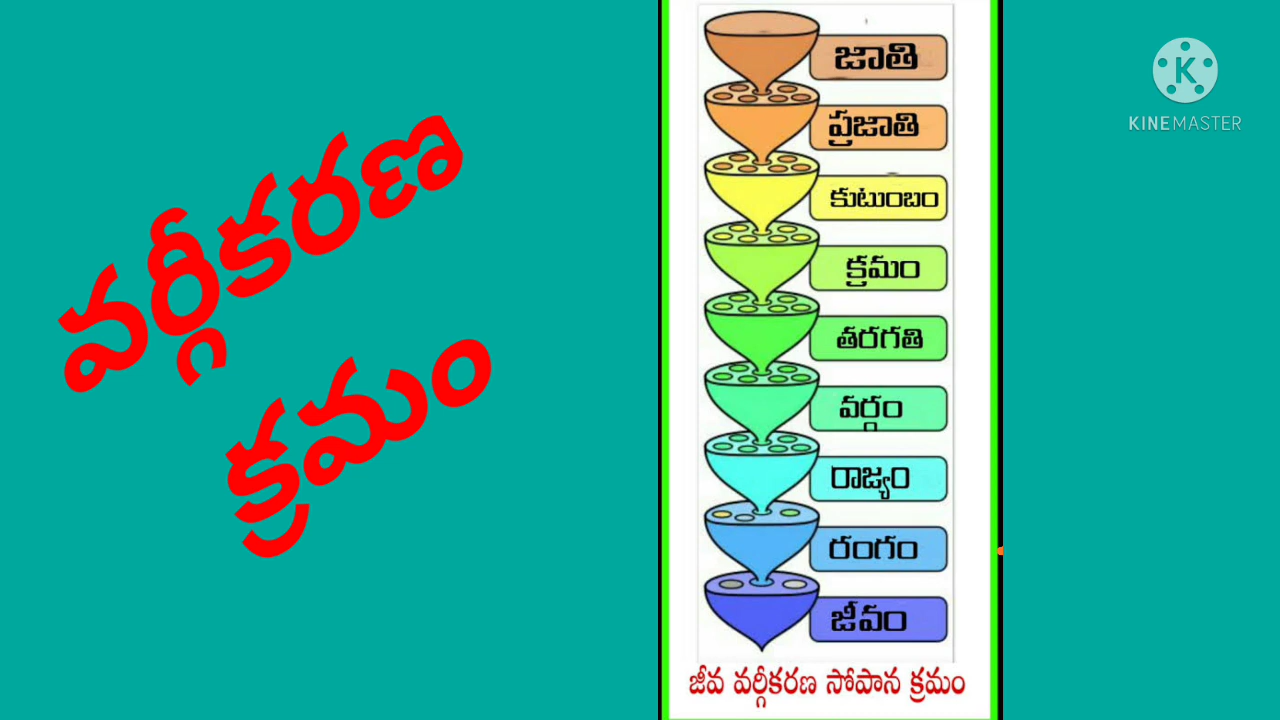 వర్గీకరణ
క్రమం
జాతి
ప్రజాతి
కుటుంబం
క్రమం
తరగతి
వర్గం
రాజ్యం
రంగం
జీవం
జీవ వర్గీకరణ సోపాన క్రమం
K
KINEMASTER